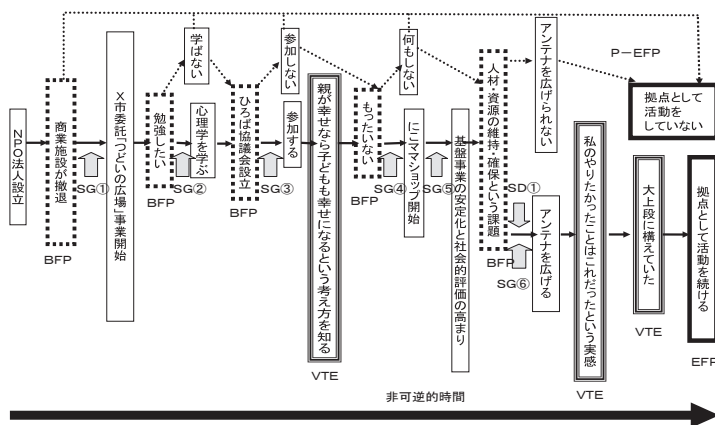 NPO法人設立
商業施設が撤退
BFP
SG①
X市委託「つどいの広場」事業開始
勉強したい
BFP
学ばない
SG②
心理学を学ぶ
ひろば協議会設立
BFP
参加しない
SG③
参加する
親が幸せなら子どもも幸せになるという考え方を知る
VTE
もったいない
BFP
何もしない
SG④
にこママショップ開始
SG⑤
基盤事業の安定化と社会的評価の高まり
人材・資源の維持・確保という課題
BFP
SD①
SG⑥
アンテナを広げられない
アンテナを広げる
私のやりたかったことはこれだったという実感
VTE
大上段に構えていた
VTE
P－EFP
拠点として
活動を
していない
拠点として活動を続ける
EFP
非可逆的時間